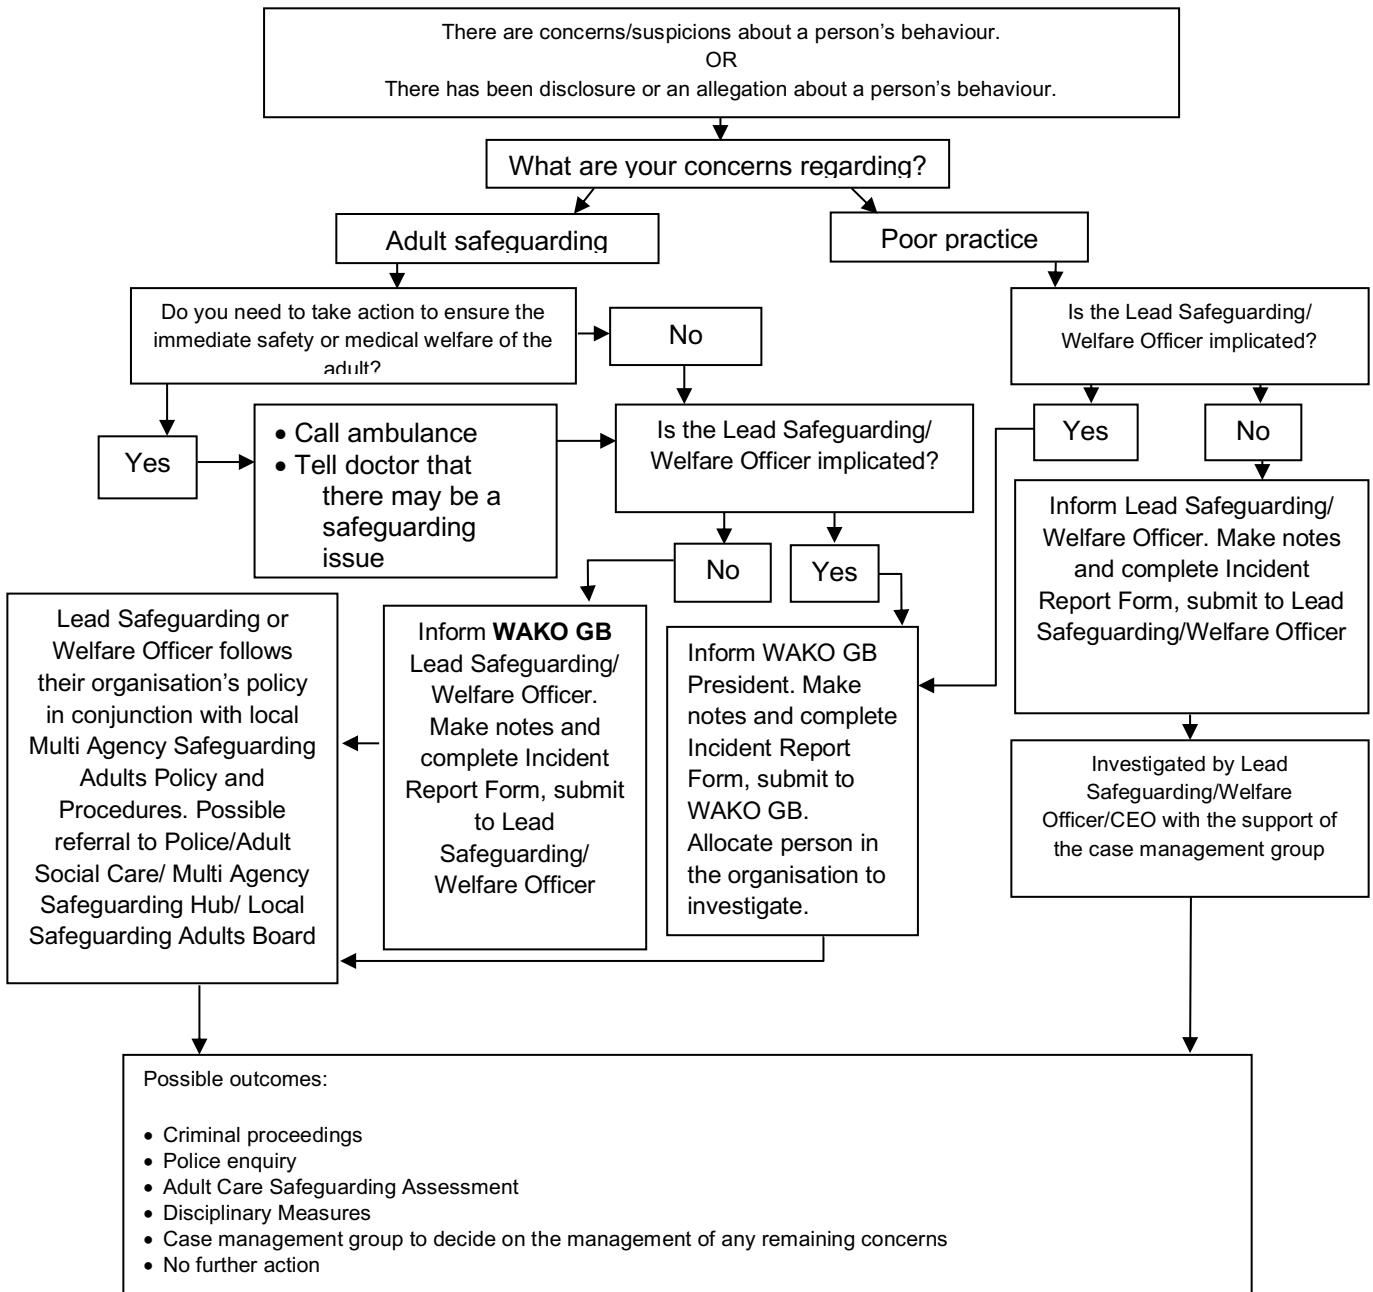 There are concerns/suspicions about a person’s behaviour.
OR
There has been disclosure or an allegation about a person’s behaviour.
What are your concerns regarding?
Adult safeguarding
Poor practice
Do you need to take action to ensure the
immediate safety or medical welfare of the
adult?
No
Is the Lead Safeguarding/
Welfare Officer implicated?
Yes
• Call ambulance
• Tell doctor that
there may be a
safeguarding
issue
Is the Lead Safeguarding/
Welfare Officer implicated?
Yes
No
No
Yes
Inform Lead Safeguarding/
Welfare Officer. Make notes
and complete Incident
Report Form, submit to Lead
Safeguarding/Welfare Officer
Lead Safeguarding or
Welfare Officer follows
their organisation’s policy
in conjunction with local
Multi Agency Safeguarding
Adults Policy and
Procedures. Possible
referral to Police/Adult
Social Care/ Multi Agency
Safeguarding Hub/ Local
Safeguarding Adults Board
Inform WAKO GB
Lead Safeguarding/
Welfare Officer.
Make notes and
complete Incident
Report Form, submit
to Lead
Safeguarding/
Welfare Officer
Inform WAKO GB
President. Make
notes and complete
Incident Report
Form, submit to
WAKO GB.
Allocate person in
the organisation to
investigate.
Investigated by Lead
Safeguarding/Welfare
Officer/CEO with the support of
the case management group
Possible outcomes:
• Criminal proceedings
• Police enquiry
• Adult Care Safeguarding Assessment
• Disciplinary Measures
• Case management group to decide on the management of any remaining concerns
• No further action